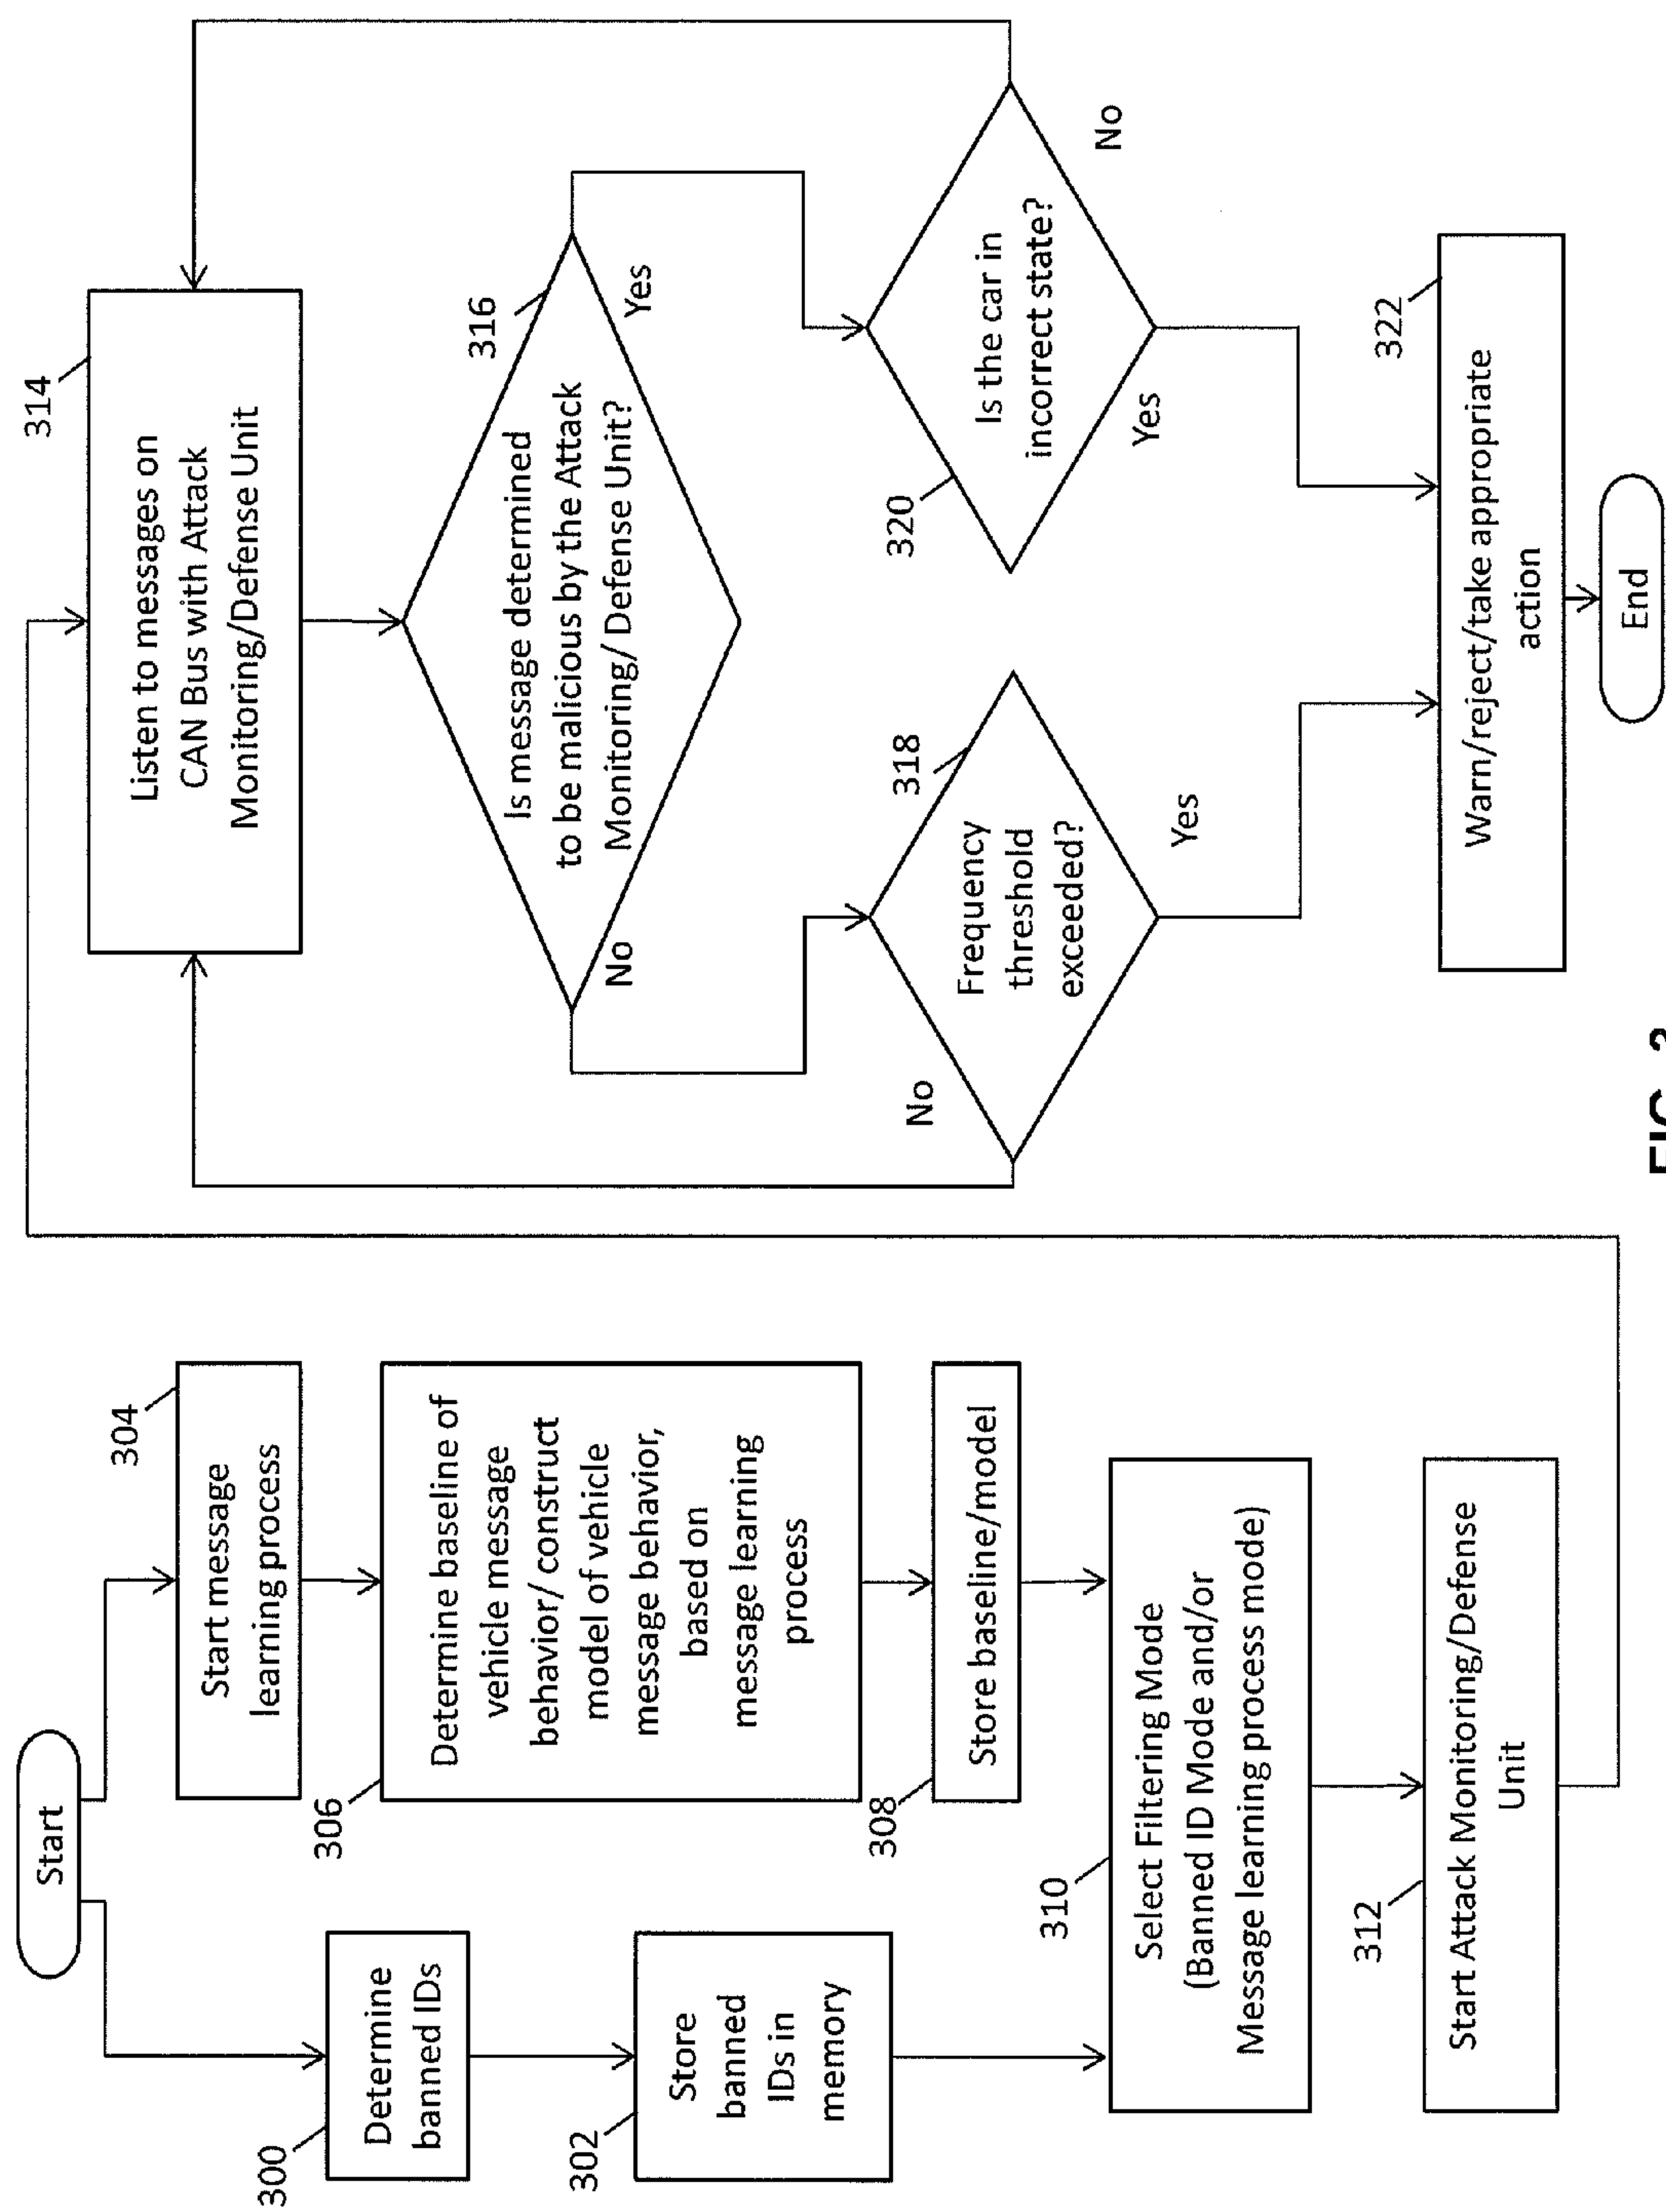 Start
300
Determine
banned IDs
302
Store
banned
IDs in
memory
304
Start message
learning process
306
Determine baseline of
vehicle message
behavior/ construct
model of vehicle
message behavior,
based on
message learning
process
308
Store baseline/model
310
Select Filtering Mode
(Banned ID Mode and/or
Message learning process mode)
312
Start Attack Monitoring/Defense
Unit
314
Listen to messages on
CAN Bus with Attack
Monitoring/Defense Unit
316
Is message determined
to be malicious by the Attack
Monitoring/ Defense Unit?
No
Yes
318
Frequency
threshold
exceeded?
No
Yes
320
Is the car in
incorrect state?
Yes
No
322
Warn/reject/take appropriate
action
End